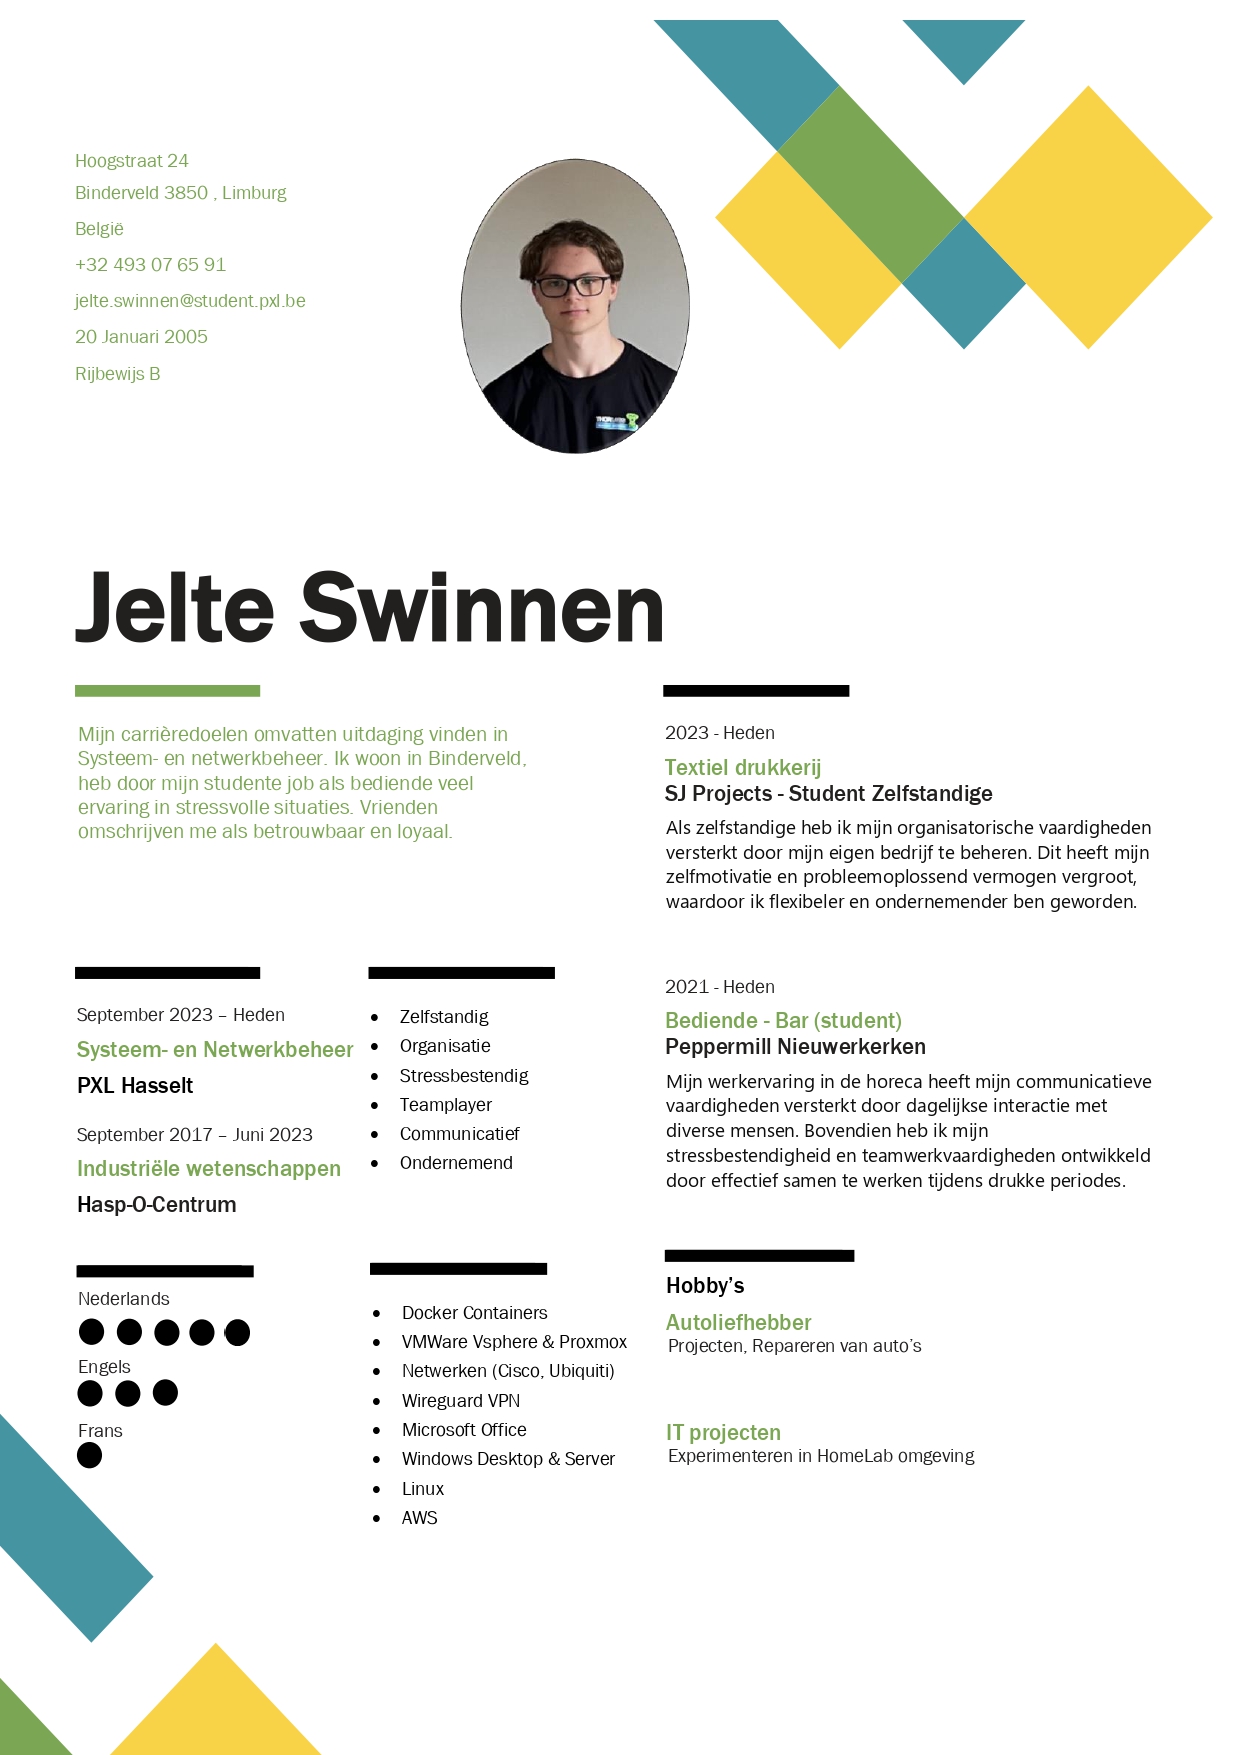 Hoogstraat 24
Binderveld 3850 , Limburg
België
+32 493 07 65 91
jelte.swinnen@student.pxl.be
20 Januari 2005
Rijbewijs B
Jelte Swinnen
Mijn carrièredoelen omvatten uitdaging vinden in
Systeem- en netwerkbeheer. Ik woon in Binderveld,
heb door mijn studente job als bediende veel
ervaring in stressvolle situaties. Vrienden
omschrijven me als betrouwbaar en loyaal.
September 2023 – Heden
Systeem- en Netwerkbeheer
PXL Hasselt
September 2017 – Juni 2023
Industriële wetenschappen
Hasp-O-Centrum
• Zelfstandig
• Organisatie
• Stressbestendig
• Teamplayer
• Communicatief
• Ondernemend
Nederlands
Engels
Frans
• Docker Containers
• VMWare Vsphere & Proxmox
• Netwerken (Cisco, Ubiquiti)
• Wireguard VPN
• Microsoft Office
• Windows Desktop & Server
• Linux
• AWS
2023 - Heden
Textiel drukkerij
SJ Projects - Student Zelfstandige
Als zelfstandige heb ik mijn organisatorische vaardigheden
versterkt door mijn eigen bedrijf te beheren. Dit heeft mijn
zelfmotivatie en probleemoplossend vermogen vergroot,
waardoor ik flexibeler en ondernemender ben geworden.
2021 - Heden
Bediende - Bar (student)
Peppermill Nieuwerkerken
Mijn werkervaring in de horeca heeft mijn communicatieve
vaardigheden versterkt door dagelijkse interactie met
diverse mensen. Bovendien heb ik mijn
stressbestendigheid en teamwerkvaardigheden ontwikkeld
door effectief samen te werken tijdens drukke periodes.
Hobby’s
Autoliefhebber
Projecten, Repareren van auto’s
IT projecten
Experimenteren in HomeLab omgeving